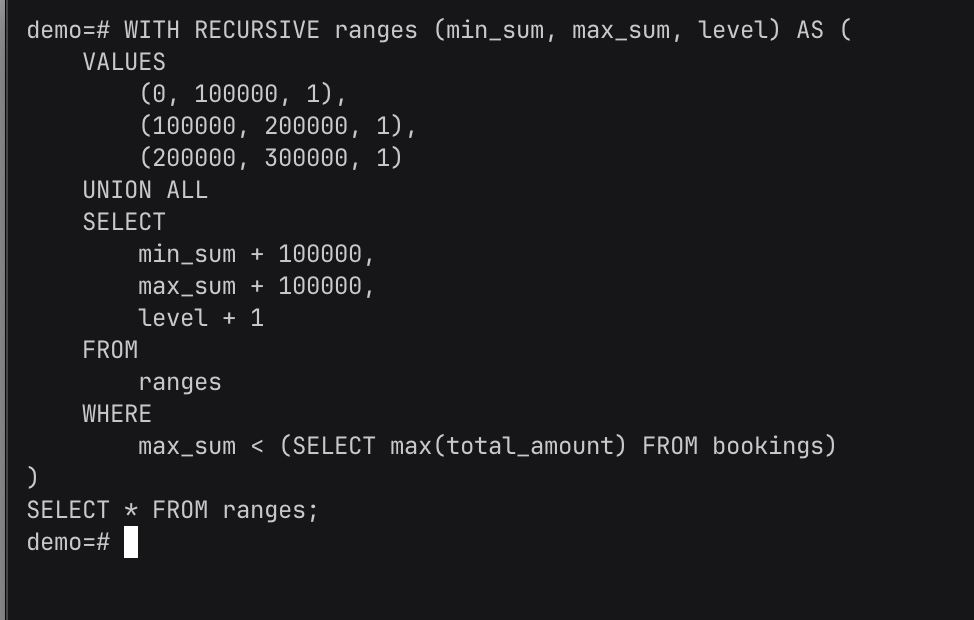 demo=# WITH RECURSIVE ranges (min_sum, max_sum, level) AS (
    VALUES
        (0, 100000, 1),
        (100000, 200000, 1),
        (200000, 300000, 1)
    UNION ALL
    SELECT
        min_sum + 100000,
        max_sum + 100000,
        level + 1
    FROM
        ranges
    WHERE
        max_sum < (SELECT max(total_amount) FROM bookings)
)
SELECT * FROM ranges;
demo=#